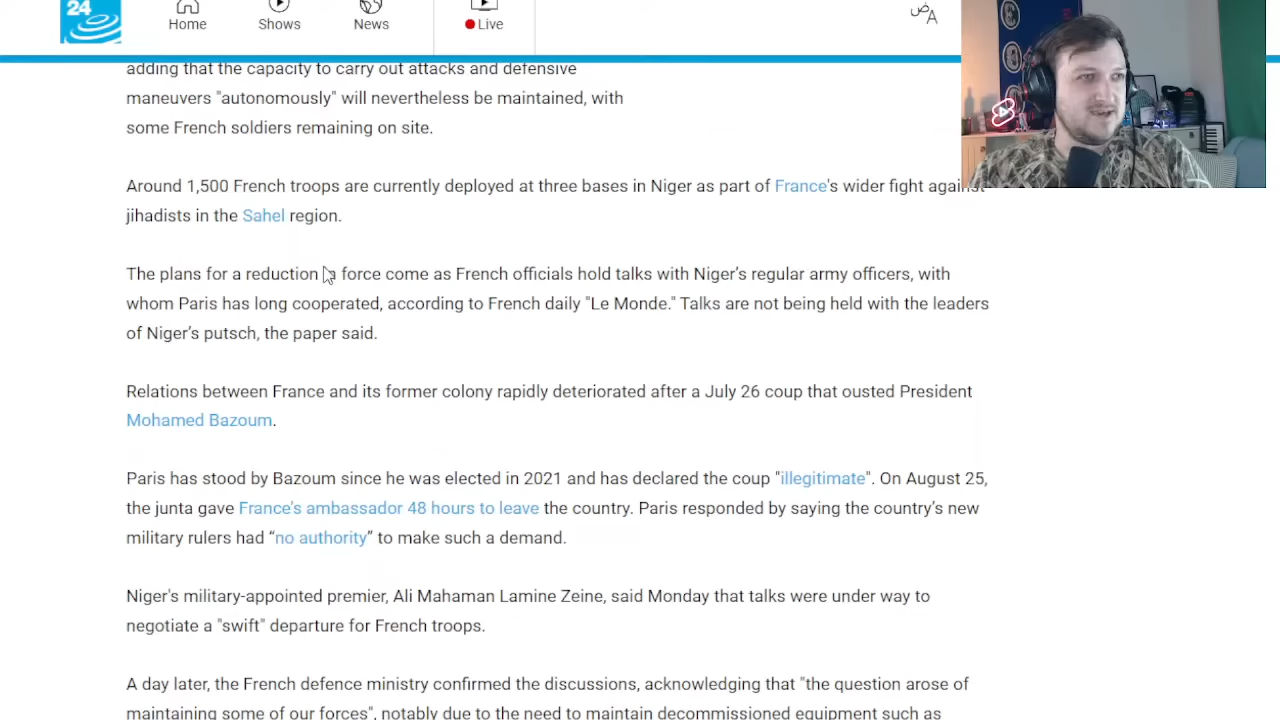 24
Home
Shows
News
Live
ض
A
adding that the capacity to carry out attacks and defensive
maneuvers "autonomously" will nevertheless be maintained, with
some French soldiers remaining on site.
Around 1,500 French troops are currently deployed at three bases in Niger as part of France's wider fight against
jihadists in the Sahel region.
The plans for a reduction in force come as French officials hold talks with Niger’s regular army officers, with
whom Paris has long cooperated, according to French daily "Le Monde." Talks are not being held with the leaders
of Niger’s putsch, the paper said.
Relations between France and its former colony rapidly deteriorated after a July 26 coup that ousted President
Mohamed Bazoum.
Paris has stood by Bazoum since he was elected in 2021 and has declared the coup "illegitimate". On August 25,
the junta gave France’s ambassador 48 hours to leave the country. Paris responded by saying the country’s new
military rulers had “no authority” to make such a demand.
Niger's military-appointed premier, Ali Mahaman Lamine Zeine, said Monday that talks were under way to
negotiate a "swift" departure for French troops.
A day later, the French defence ministry confirmed the discussions, acknowledging that "the question arose of
maintaining some of our forces", notably due to the need to maintain decommissioned equipment such as